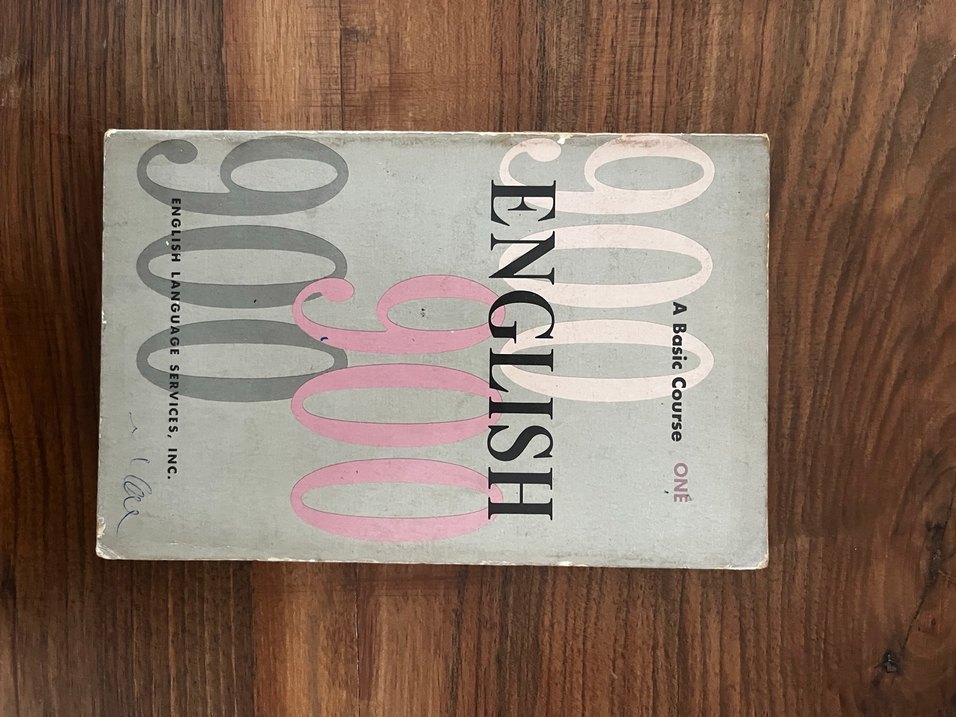 A Basic Course ONE
900
ENGLISH
900
900
ENGLISH LANGUAGE SERVICES, INC.